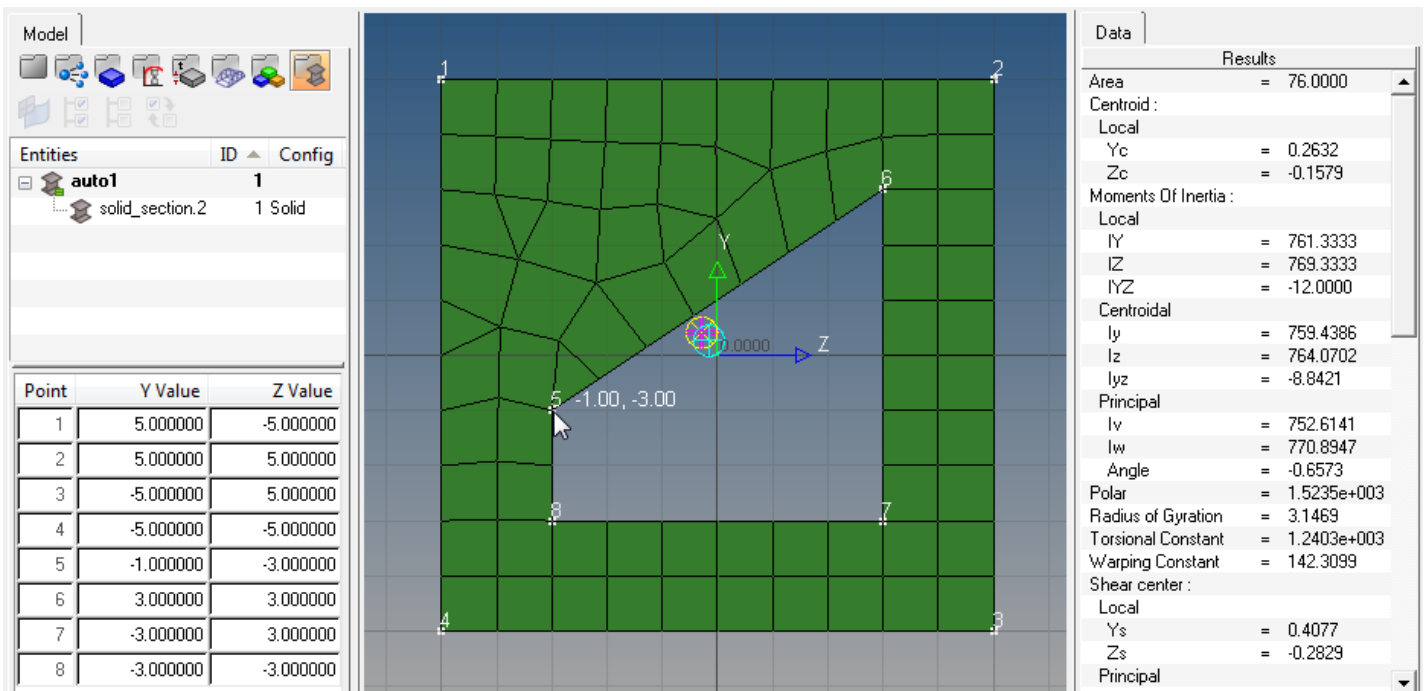 Model
Entities ID Config
auto1 1
solid_section.2 1 Solid
Point Y Value Z Value
1 5.000000 -5.000000
2 5.000000 5.000000
3 -5.000000 5.000000
4 -5.000000 -5.000000
5 -1.000000 -3.000000
6 3.000000 3.000000
7 -3.000000 3.000000
8 -3.000000 -3.000000
1 2
6
Y
0.0000 Z
5 -1.00, -3.00
8 7
4 3
Data
Results
Area = 76.0000
Centroid :
Local
Yc = 0.2632
Zc = -0.1579
Moments Of Inertia :
Local
IY = 761.3333
IZ = 769.3333
IYZ = -12.0000
Centroidal
Iy = 759.4386
Iz = 764.0702
Iyz = -8.8421
Principal
Iv = 752.6141
Iw = 770.8947
Angle = -0.6573
Polar = 1.5235e+003
Radius of Gyration = 3.1469
Torsional Constant = 1.2403e+003
Warping Constant = 142.3099
Shear center :
Local
Ys = 0.4077
Zs = -0.2829
Principal